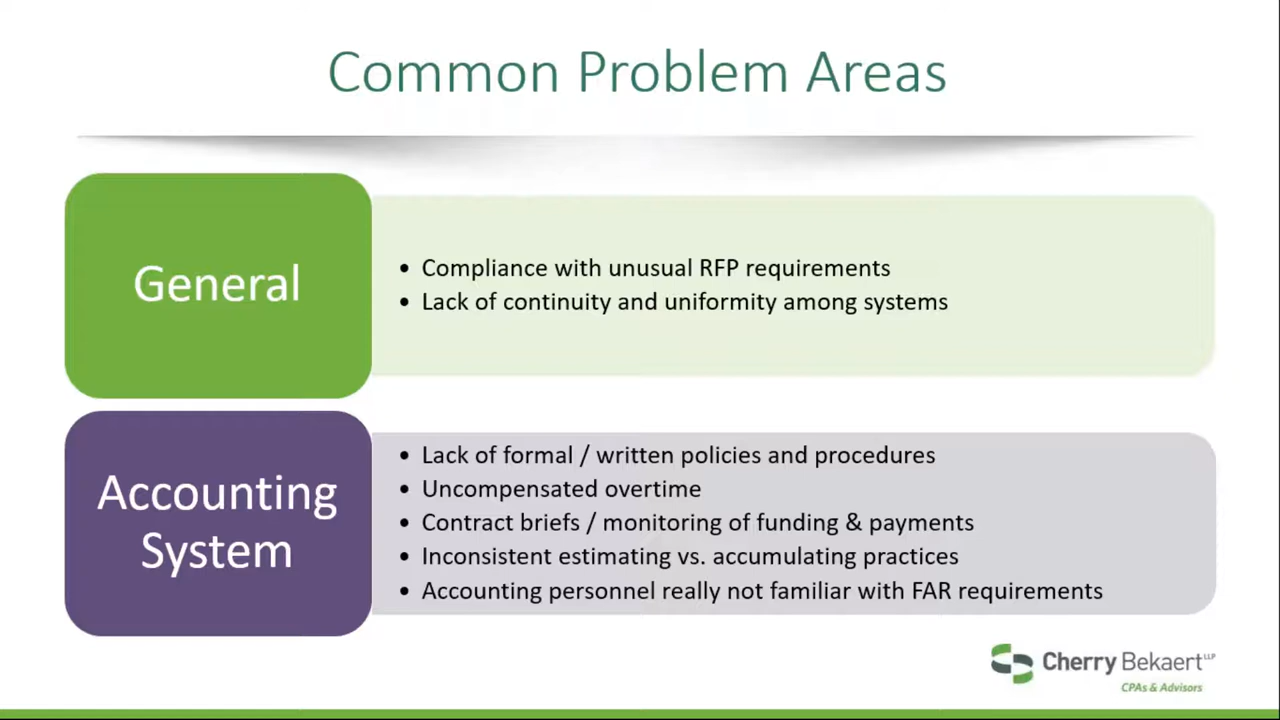 Common Problem Areas
General
• Compliance with unusual RFP requirements
• Lack of continuity and uniformity among systems
Accounting
System
• Lack of formal / written policies and procedures
• Uncompensated overtime
• Contract briefs / monitoring of funding & payments
• Inconsistent estimating vs. accumulating practices
• Accounting personnel really not familiar with FAR requirements
Cherry Bekaert LLP
CPAs & Advisors